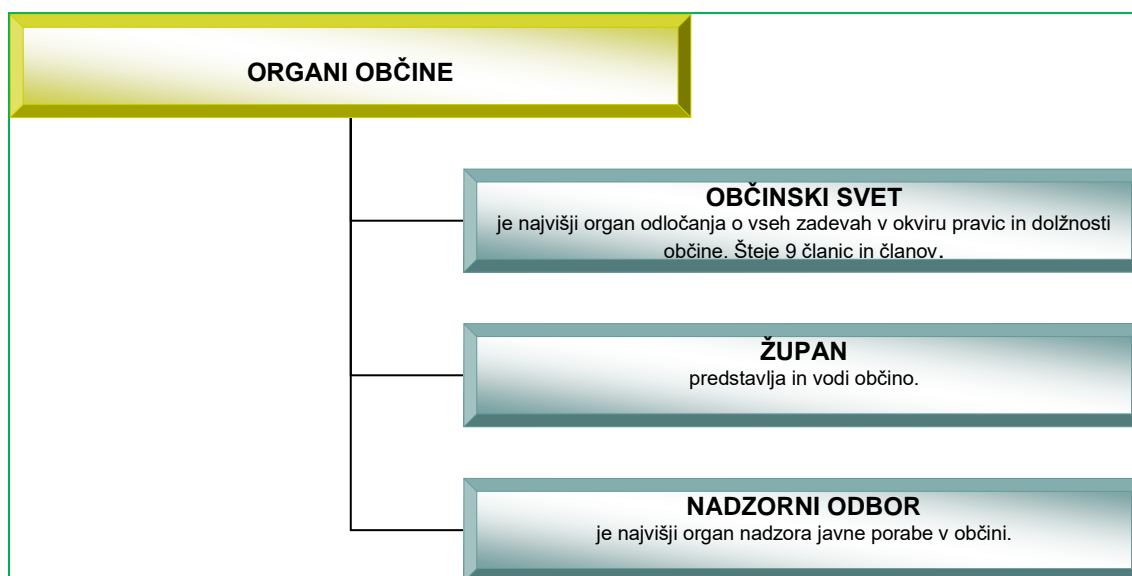 ORGANI OBČINE
OBČINSKI SVET
je najvišji organ odločanja o vseh zadevah v okviru pravic in dolžnosti
občine. Šteje 9 članic in članov.
ŽUPAN
predstavlja in vodi občino.
NADZORNI ODBOR
je najvišji organ nadzora javne porabe v občini.